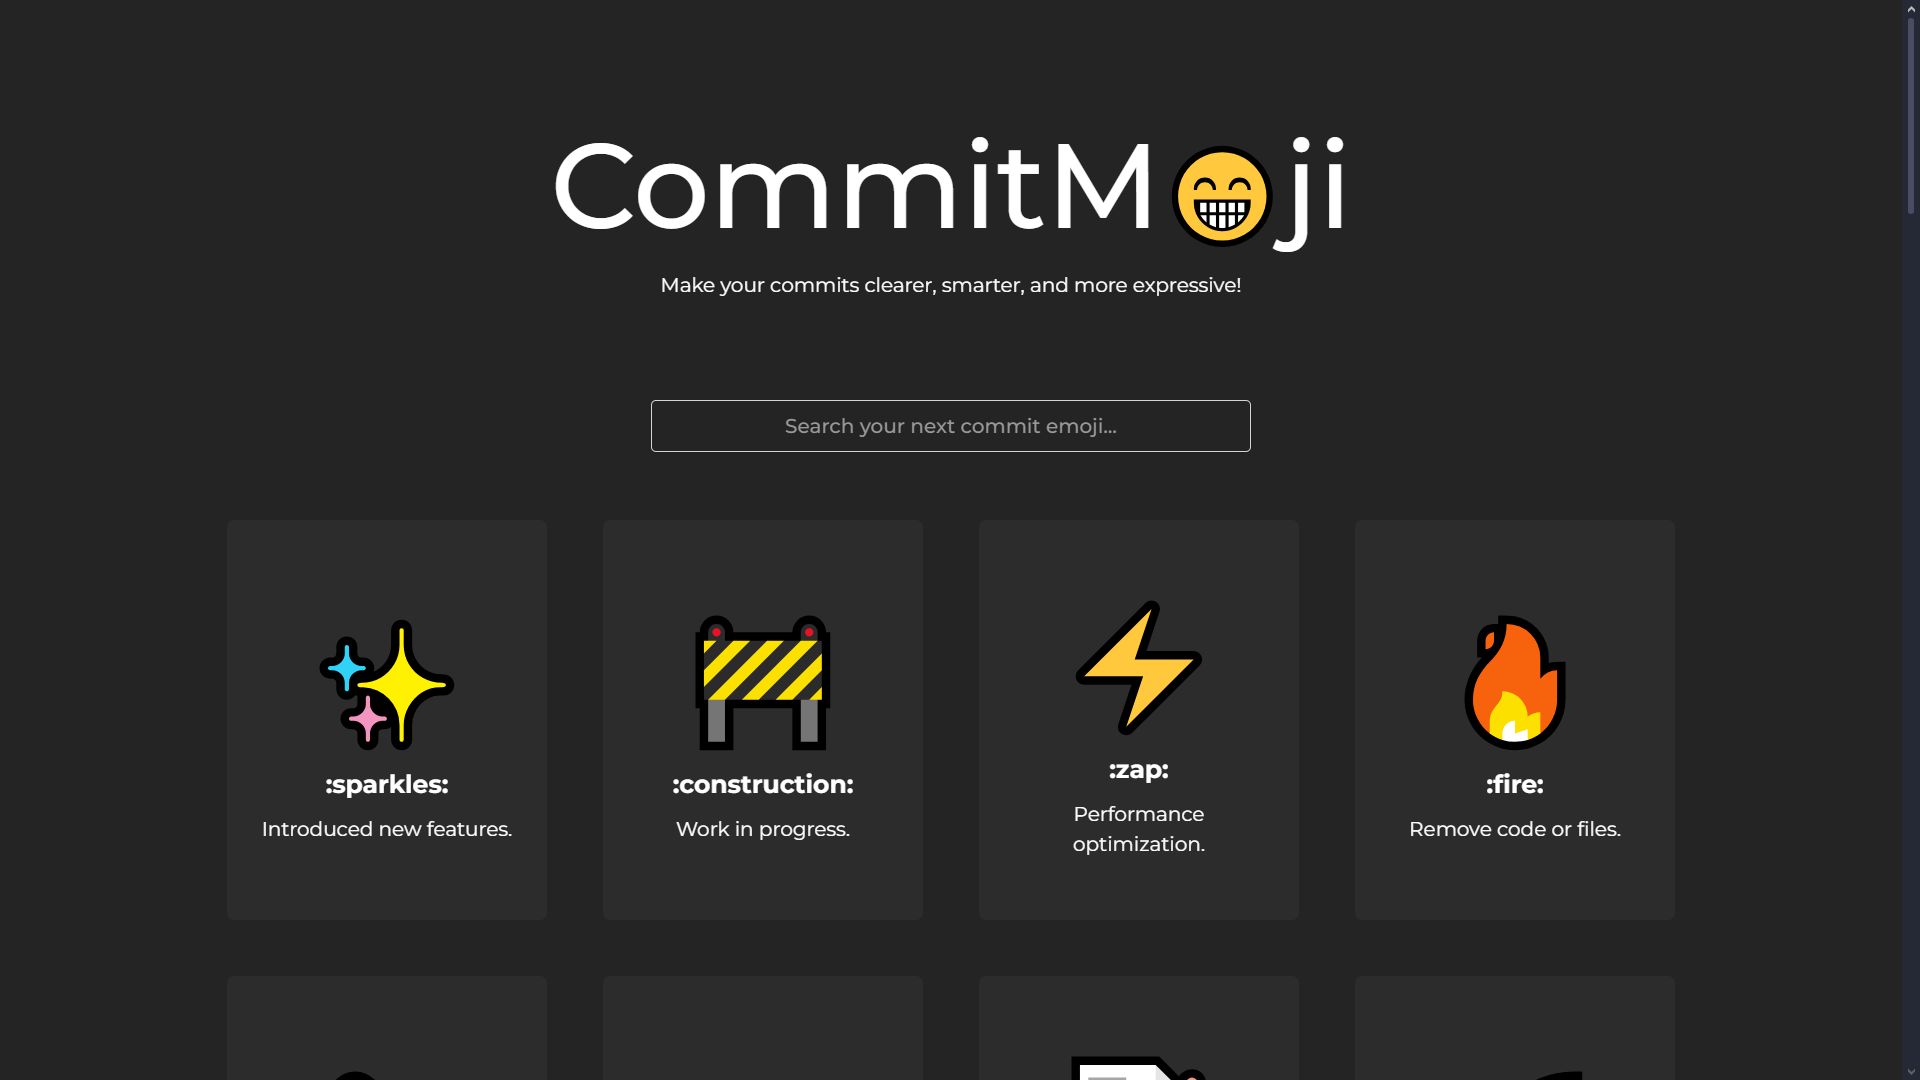 CommitMji
Make your commits clearer, smarter, and more expressive!
Search your next commit emoji...
:sparkles:
Introduced new features.
:construction:
Work in progress.
:zap:
Performance
optimization.
:fire:
Remove code or files.